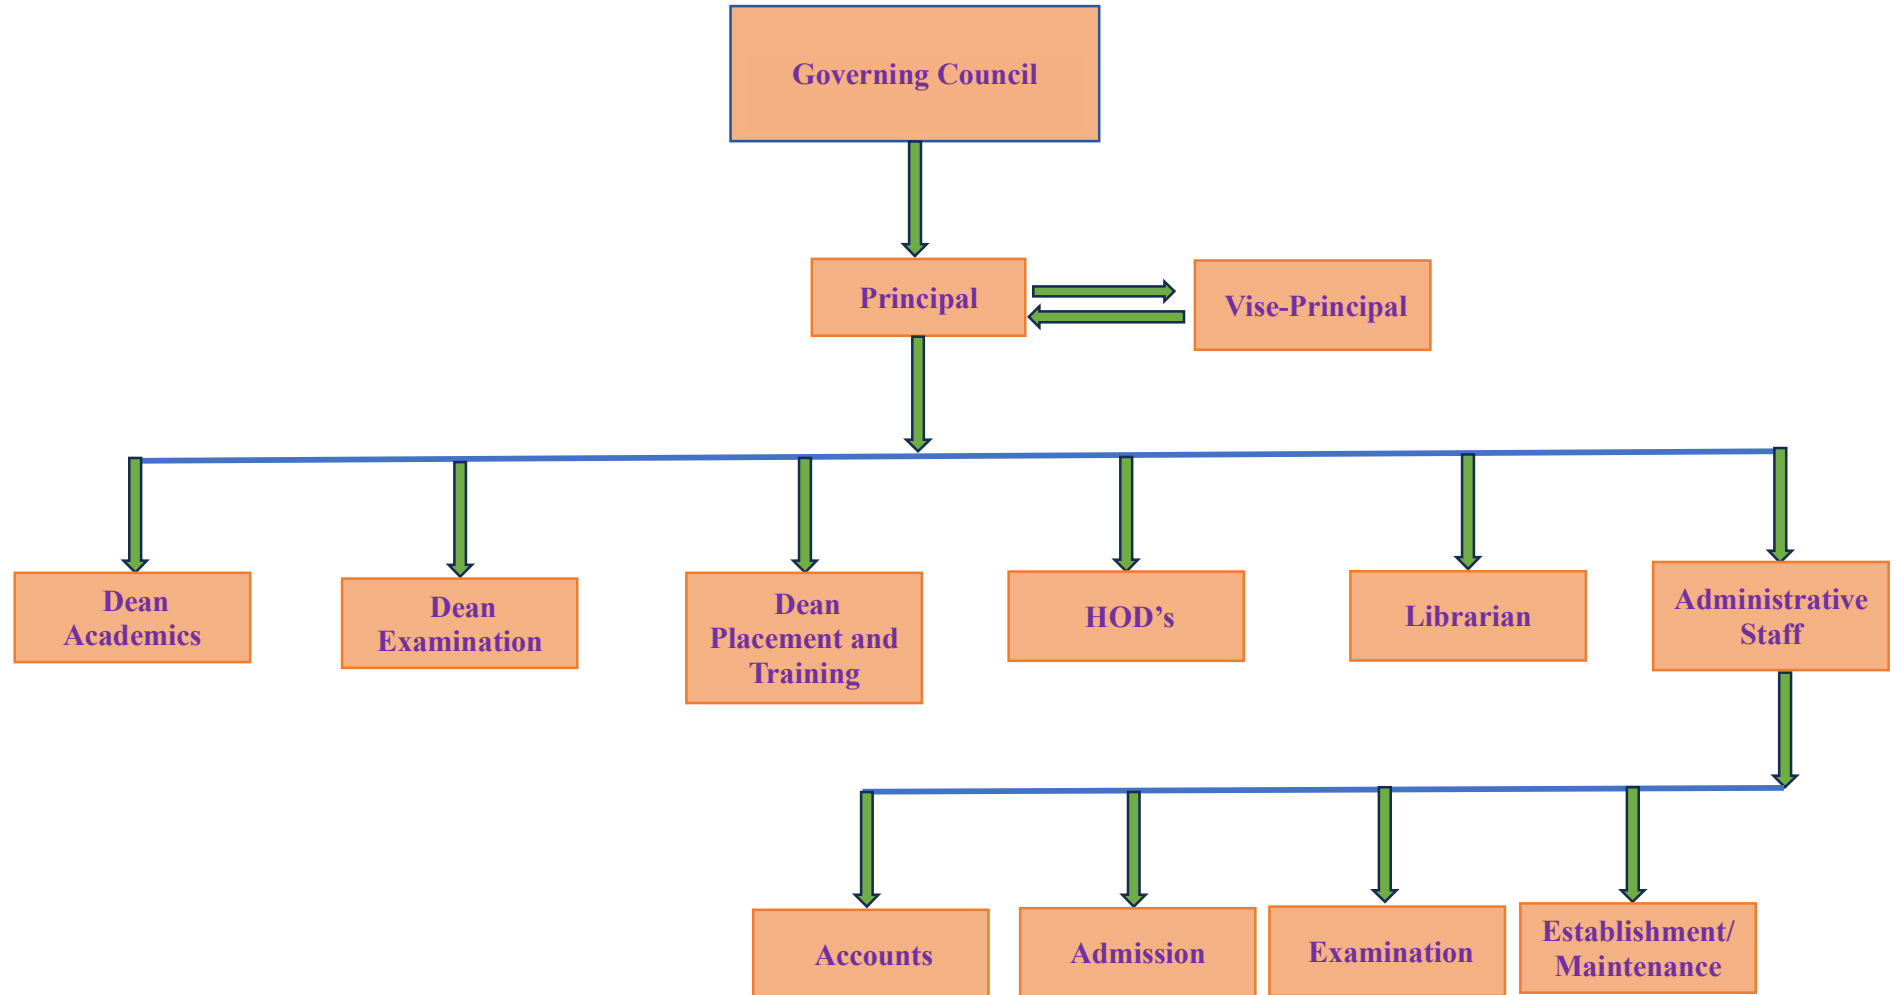 Governing Council
Principal
Vise-Principal
Dean
Academics
Dean
Examination
Dean
Placement and
Training
HOD’s
Librarian
Administrative
Staff
Accounts
Admission
Examination
Establishment/
Maintenance